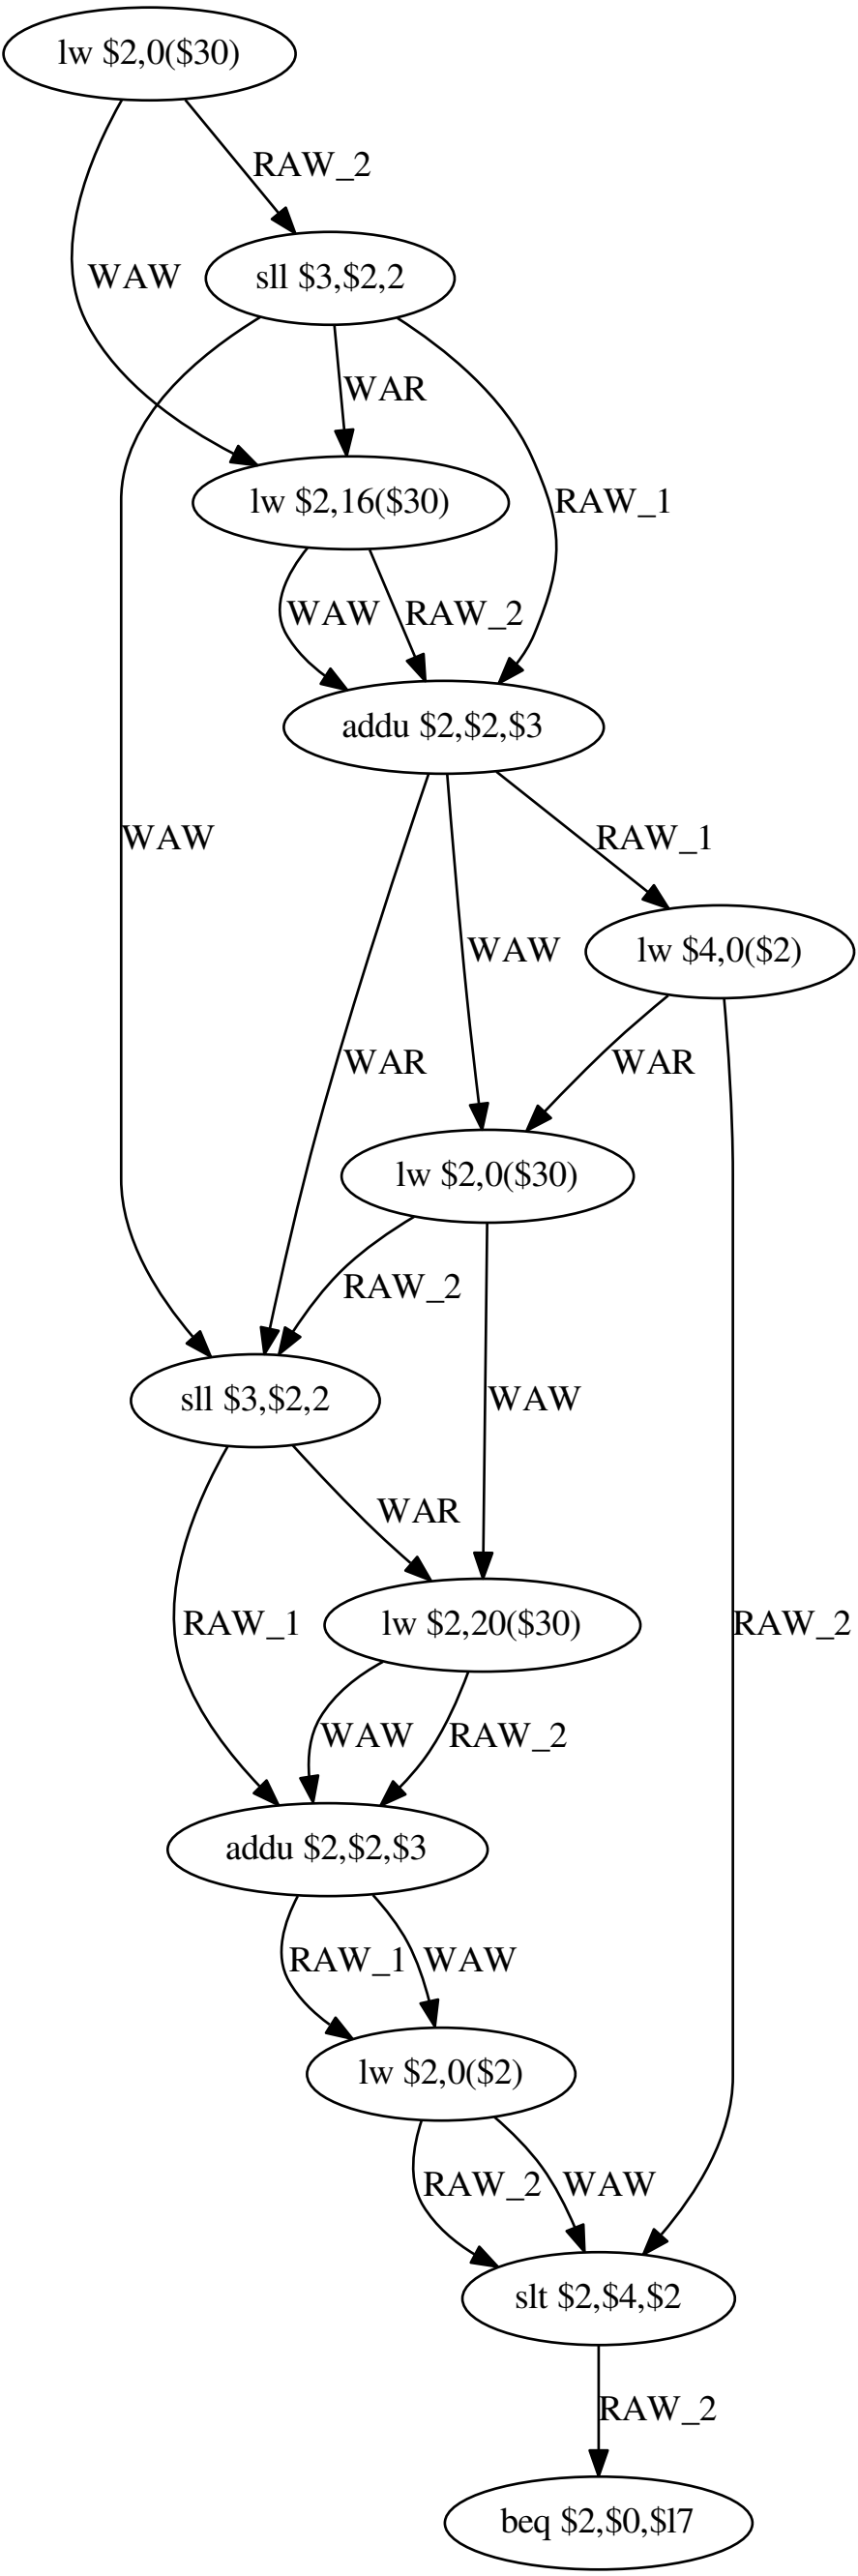 lw $2,0($30)
RAW_2
WAW
sll $3,$2,2
WAR
lw $2,16($30)
RAW_1
WAW
RAW_2
addu $2,$2,$3
WAW
RAW_1
WAW
lw $4,0($2)
WAR
WAR
lw $2,0($30)
RAW_2
sll $3,$2,2
WAW
WAR
RAW_1
lw $2,20($30)
RAW_2
WAW
RAW_2
addu $2,$2,$3
RAW_1
WAW
lw $2,0($2)
RAW_2
WAW
slt $2,$4,$2
RAW_2
beq $2,$0,$l7